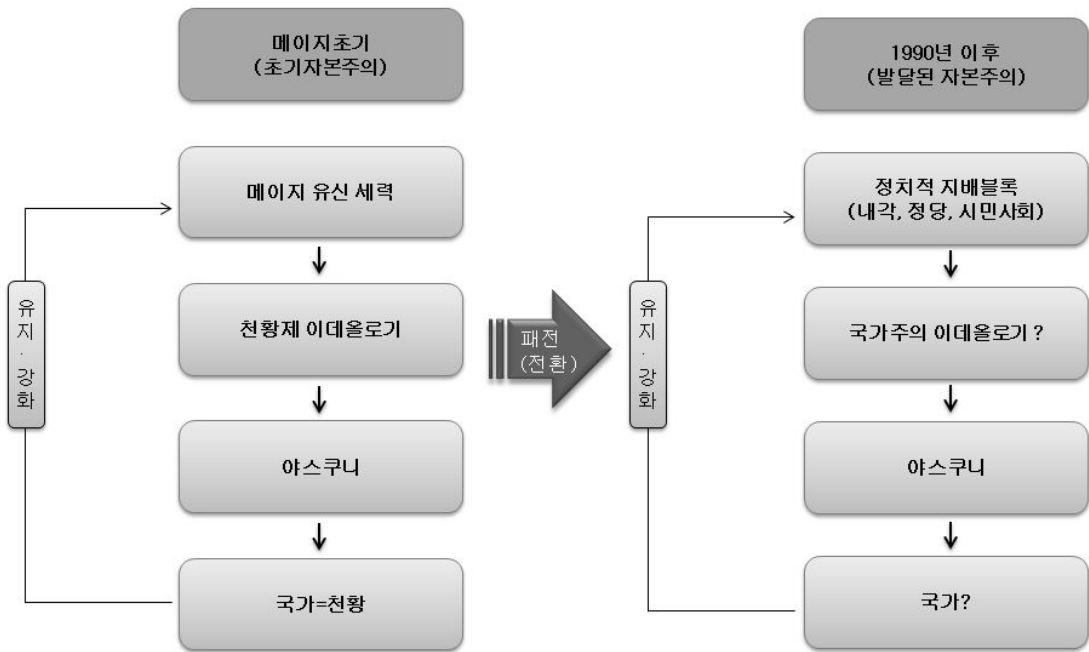 메이지초기
(초기자본주의)
메이지 유신 세력
천황제 이데올로기
야스쿠니
국가=천황
유
지
·
강
화
패전
(전환)
1990년 이후
(발달된 자본주의)
정치적 지배블록
(내각, 정당, 시민사회)
국가주의 이데올로기 ?
야스쿠니
국가?
유
지
·
강
화